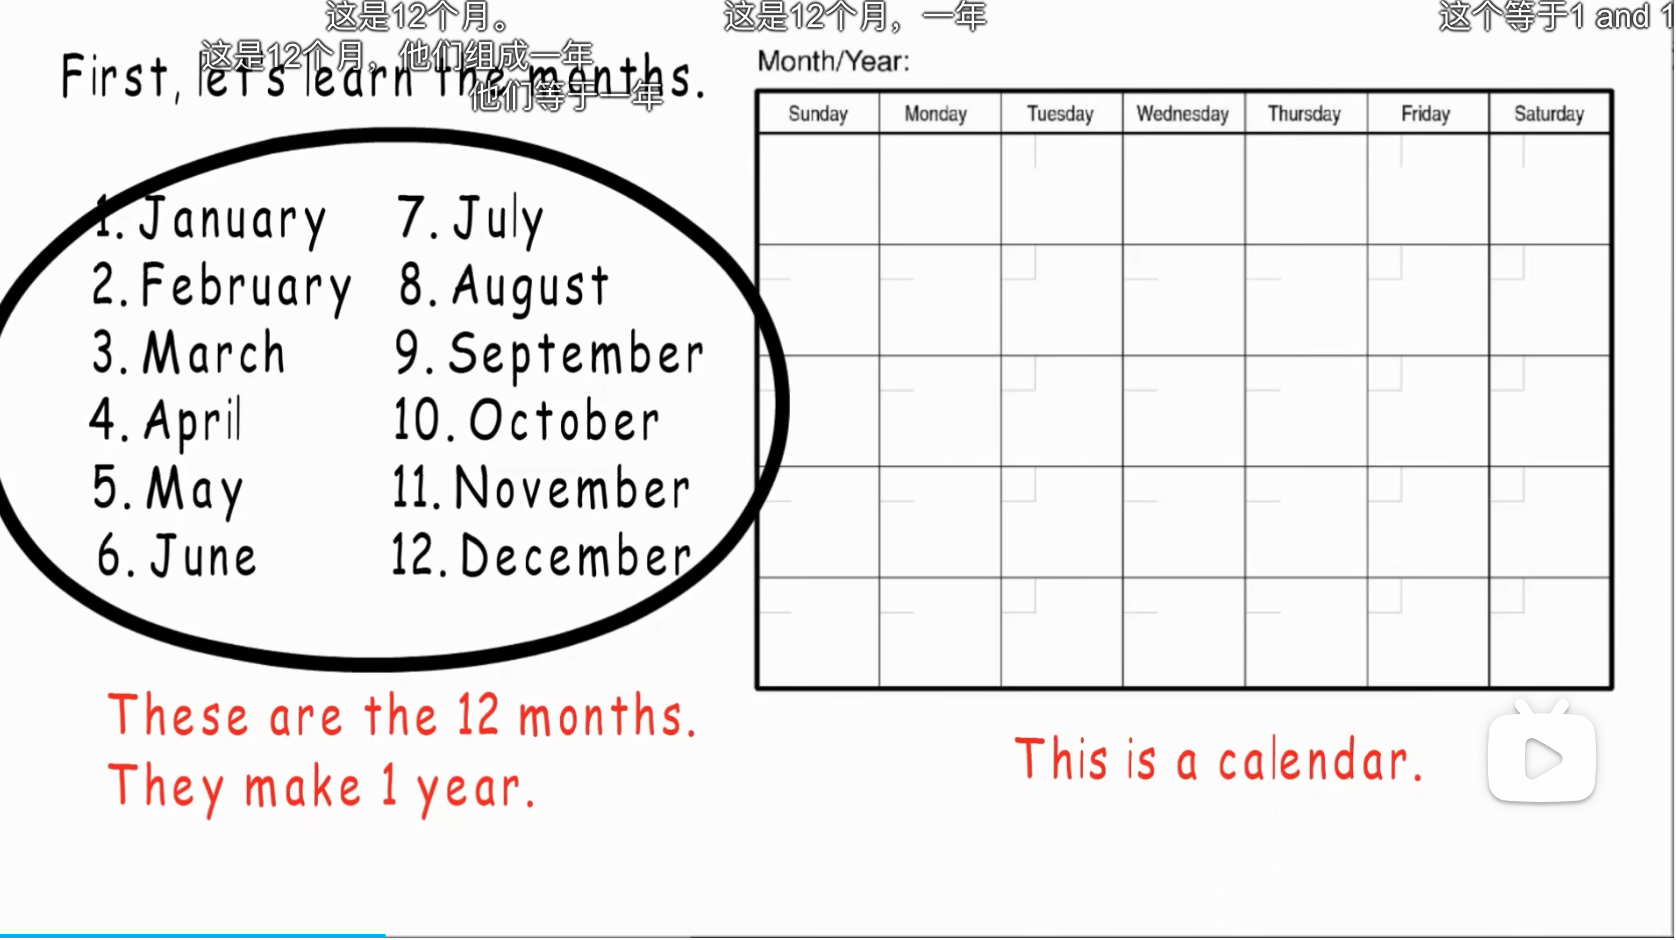 这是12个月。
这是12个月，一年
这个等于1 and 1
这是12个月，他们组成一年
他们等于一年
First, let's learn the months.
1. January
2. February
3. March
4. April
5. May
6. June
7. July
8. August
9. September
10. October
11. November
12. December
These are the 12 months.
They make 1 year.
Month/Year:
Sunday Monday Tuesday Wednesday Thursday Friday Saturday
This is a calendar.